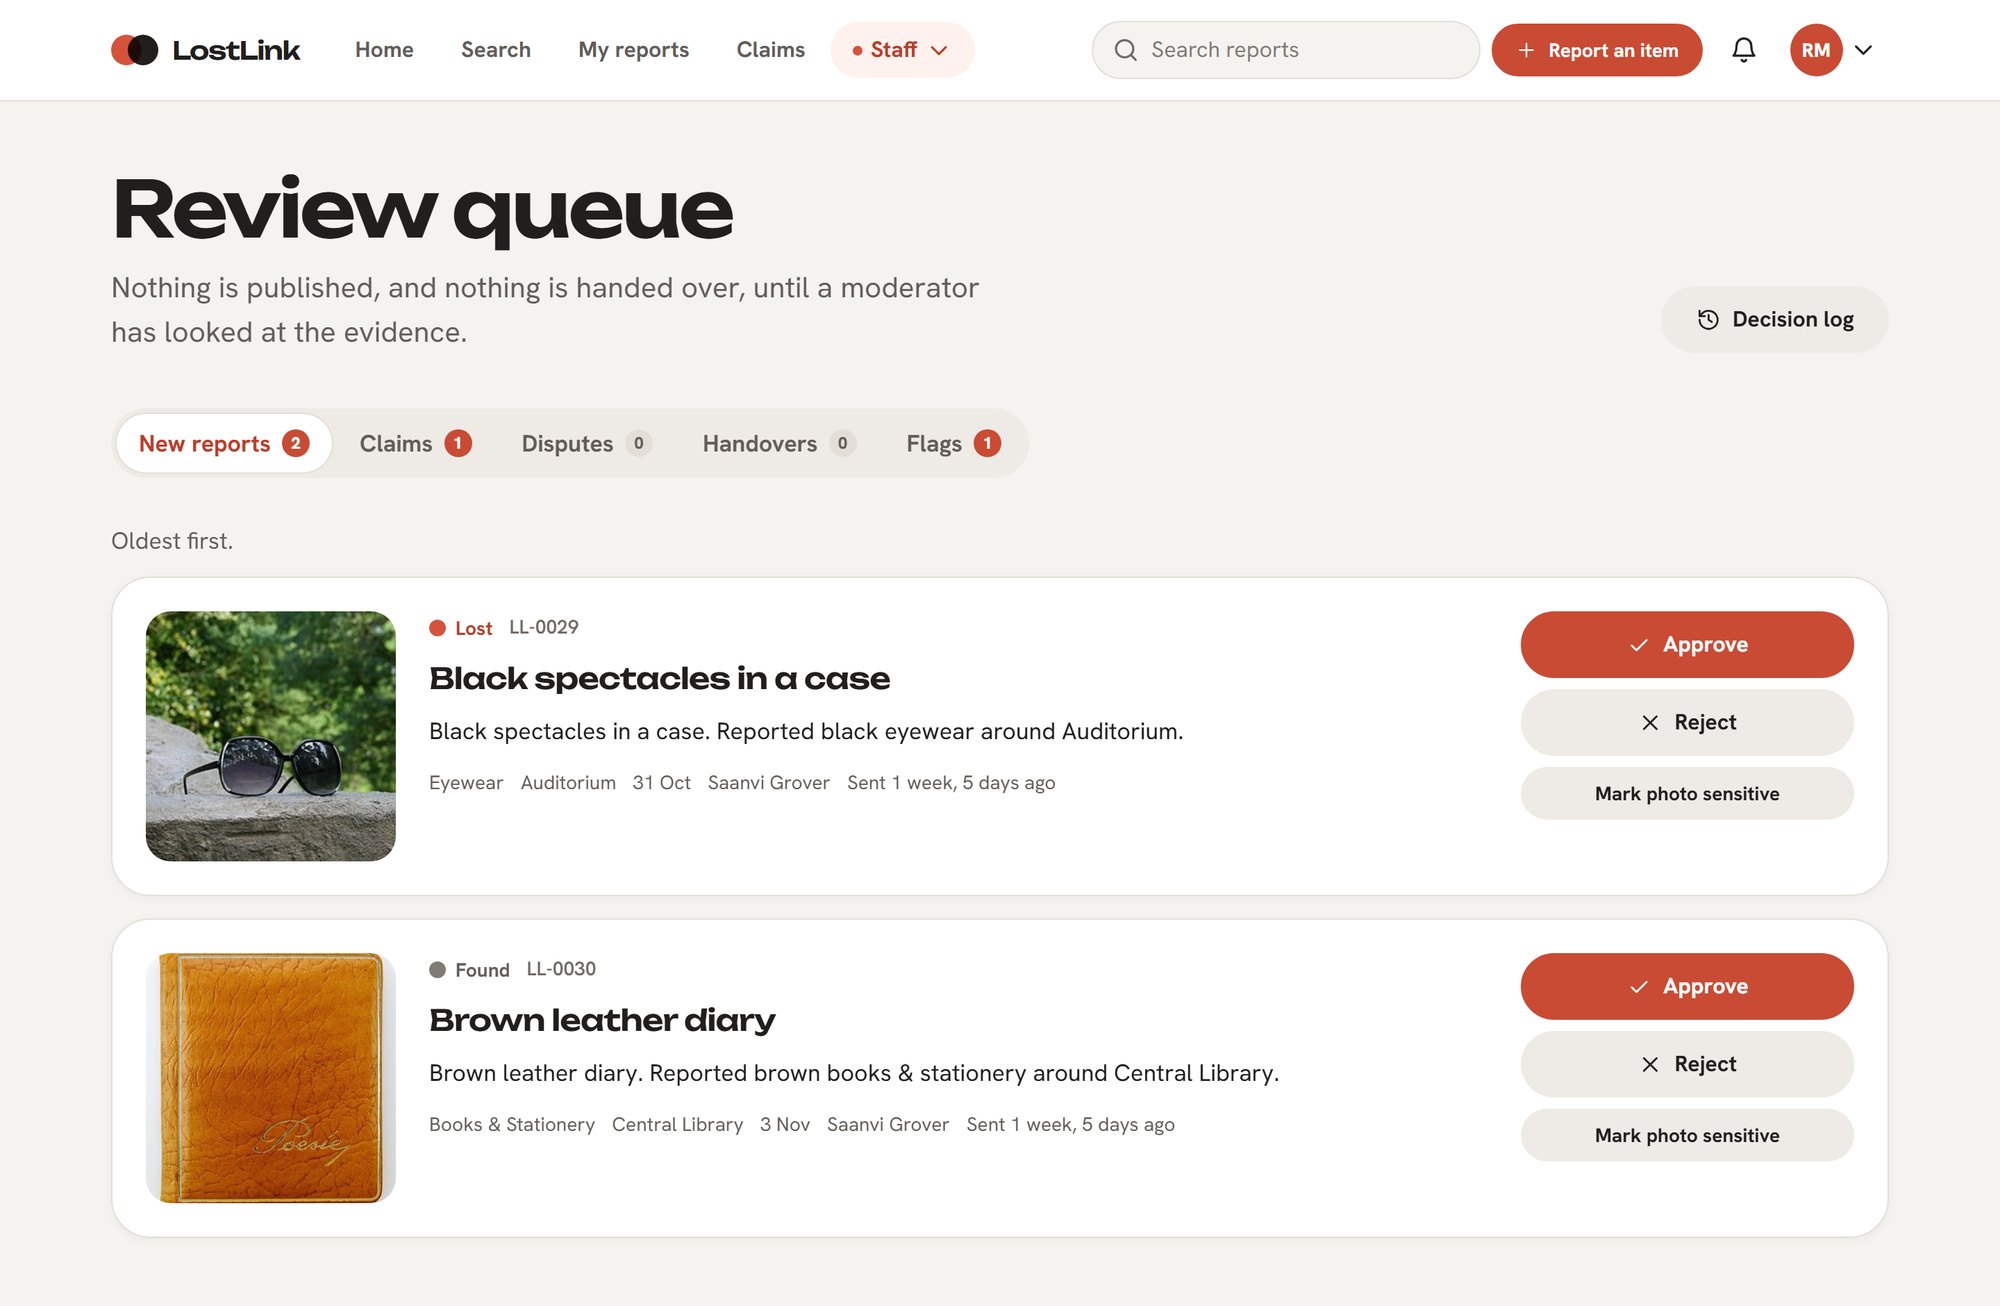 LostLink
Home
Search
My reports
Claims
Staff
Search reports
Report an item
RM
Review queue
Nothing is published, and nothing is handed over, until a moderator
has looked at the evidence.
Decision log
New reports 2
Claims 1
Disputes 0
Handovers 0
Flags 1
Oldest first.
Lost LL-0029
Black spectacles in a case
Black spectacles in a case. Reported black eyewear around Auditorium.
Eyewear Auditorium 31 Oct Saanvi Grover Sent 1 week, 5 days ago
Approve
Reject
Mark photo sensitive
Poesie
Found LL-0030
Brown leather diary
Brown leather diary. Reported brown books & stationery around Central Library.
Books & Stationery Central Library 3 Nov Saanvi Grover Sent 1 week, 5 days ago
Approve
Reject
Mark photo sensitive